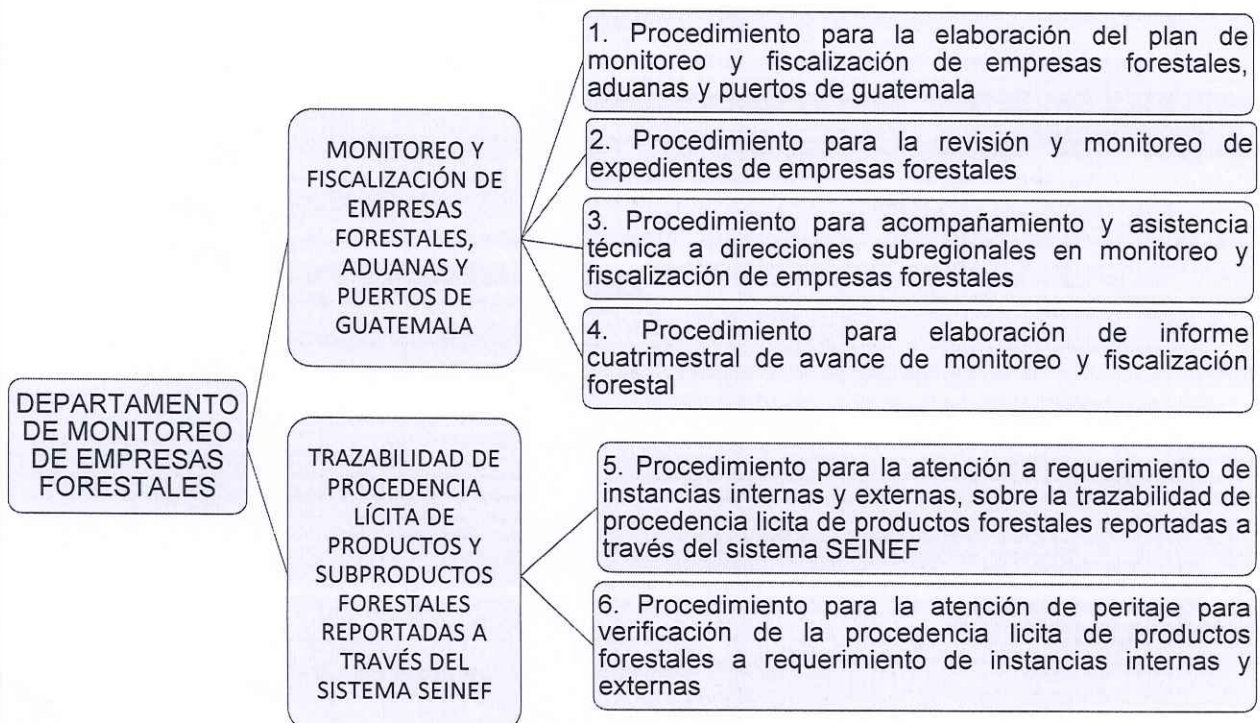 DEPARTAMENTO
DE MONITOREO
DE EMPRESAS
FORESTALES
MONITOREO Y
FISCALIZACIÓN DE
EMPRESAS
FORESTALES,
ADUANAS Y
PUERTOS DE
GUATEMALA
1. Procedimiento para la elaboración del plan de
monitoreo y fiscalización de empresas forestales,
aduanas y puertos de guatemala
2. Procedimiento para la revisión y monitoreo de
expedientes de empresas forestales
3. Procedimiento para acompañamiento y asistencia
técnica a direcciones subregionales en monitoreo y
fiscalización de empresas forestales
4. Procedimiento para elaboración de informe
cuatrimestral de avance de monitoreo y fiscalización
forestal
TRAZABILIDAD DE
PROCEDENCIA
LÍCITA DE
PRODUCTOS Y
SUBPRODUCTOS
FORESTALES
REPORTADAS A
TRAVÉS DEL
SISTEMA SEINEF
5. Procedimiento para la atención a requerimiento de
instancias internas y externas, sobre la trazabilidad de
procedencia licita de productos forestales reportadas a
través del sistema SEINEF
6. Procedimiento para la atención de peritaje para
verificación de la procedencia licita de productos
forestales a requerimiento de instancias internas y
externas